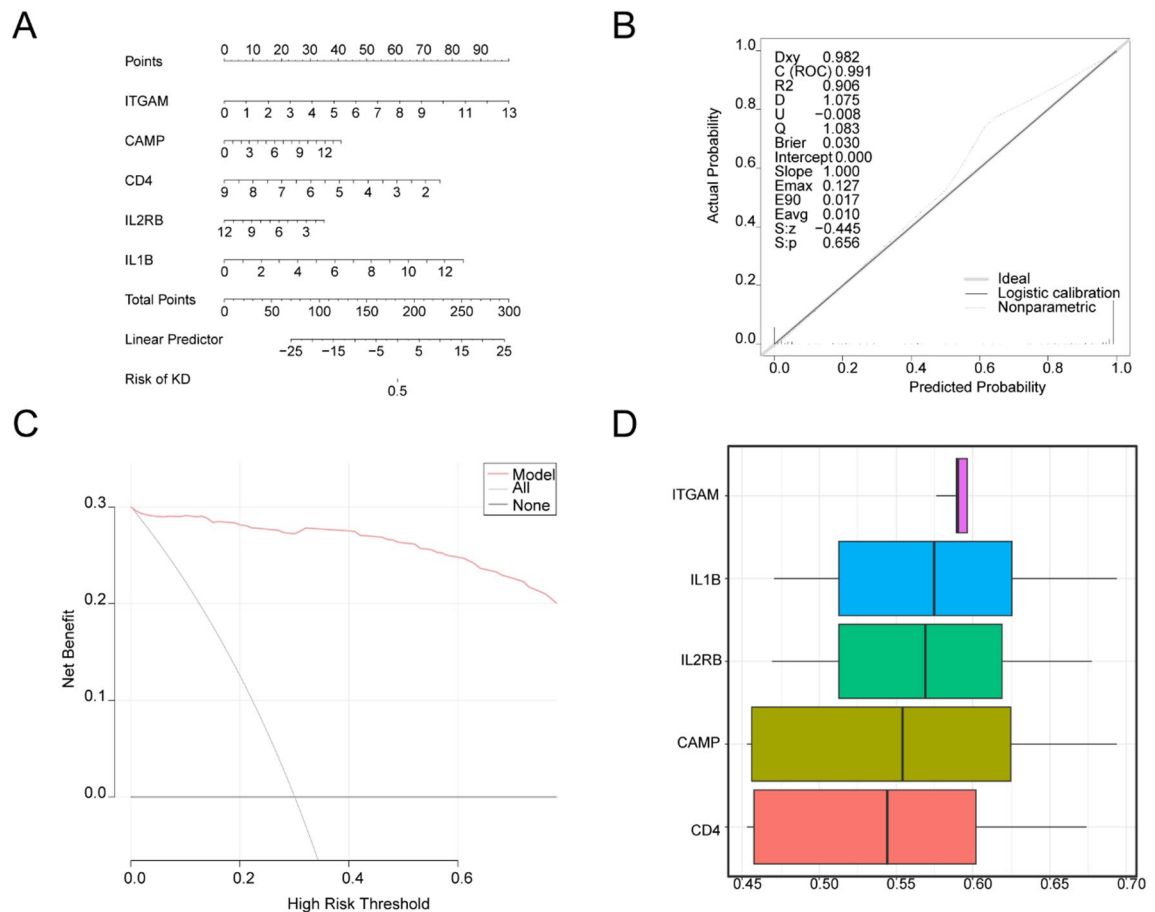 A
Points
0 10 20 30 40 50 60 70 80 90
ITGAM
0 1 2 3 4 5 6 7 8 9 11 13
CAMP
0 3 6 9 12
CD4
9 8 7 6 5 4 3 2
IL2RB
12 9 6 3
IL1B
0 2 4 6 8 10 12
Total Points
0 50 100 150 200 250 300
Linear Predictor
−25 −15 −5 5 15 25
Risk of KD
0.5
B
Actual Probability
1.0
0.8
0.6
0.4
0.2
0.0
Dxy 0.982
C (ROC) 0.991
R2 0.906
D 1.075
U −0.008
Q 1.083
Brier 0.030
Intercept 0.000
Slope 1.000
Emax 0.127
E90 0.017
Eavg 0.010
S:z −0.445
S:p 0.656
Ideal
Logistic calibration
Nonparametric
0.0 0.2 0.4 0.6 0.8 1.0
Predicted Probability
C
Net Benefit
0.3
0.2
0.1
0.0
Model
All
None
0.0 0.2 0.4 0.6
High Risk Threshold
D
ITGAM
IL1B
IL2RB
CAMP
CD4
0.45 0.50 0.55 0.60 0.65 0.70